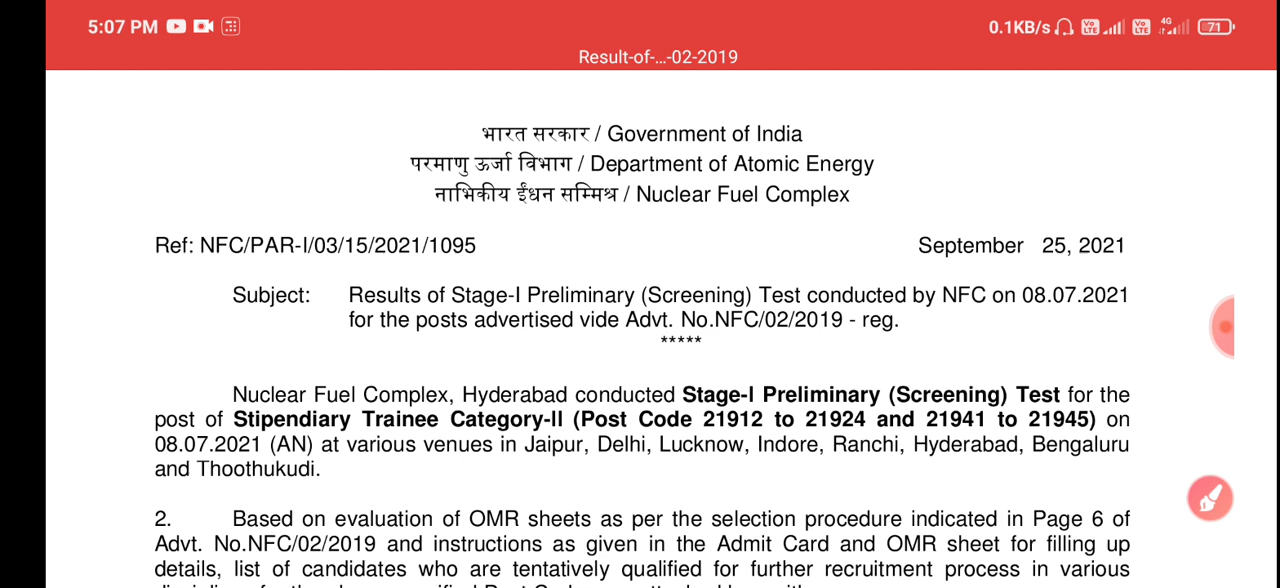 5:07 PM
0.1KB/s Vo LTE Vo LTE 4G 71
Result-of-...-02-2019
भारत सरकार / Government of India
परमाणु ऊर्जा विभाग / Department of Atomic Energy
नाभिकीय ईंधन सम्मिश्र / Nuclear Fuel Complex
Ref: NFC/PAR-I/03/15/2021/1095 September 25, 2021
Subject: Results of Stage-I Preliminary (Screening) Test conducted by NFC on 08.07.2021
for the posts advertised vide Advt. No.NFC/02/2019 - reg.
*****
Nuclear Fuel Complex, Hyderabad conducted Stage-I Preliminary (Screening) Test for the
post of Stipendiary Trainee Category-II (Post Code 21912 to 21924 and 21941 to 21945) on
08.07.2021 (AN) at various venues in Jaipur, Delhi, Lucknow, Indore, Ranchi, Hyderabad, Bengaluru
and Thoothukudi.
2. Based on evaluation of OMR sheets as per the selection procedure indicated in Page 6 of
Advt. No.NFC/02/2019 and instructions as given in the Admit Card and OMR sheet for filling up
details, list of candidates who are tentatively qualified for further recruitment process in various